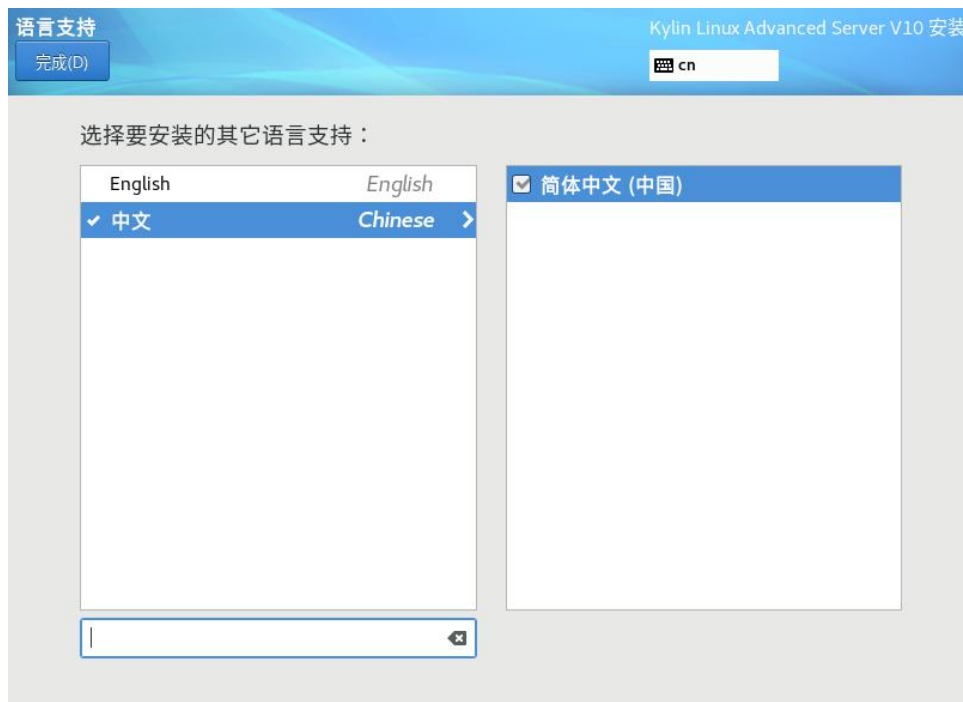 语言支持
Kylin Linux Advanced Server V10 安装
完成(D)
cn
选择要安装的其它语言支持：
English English
中文 Chinese
简体中文 (中国)